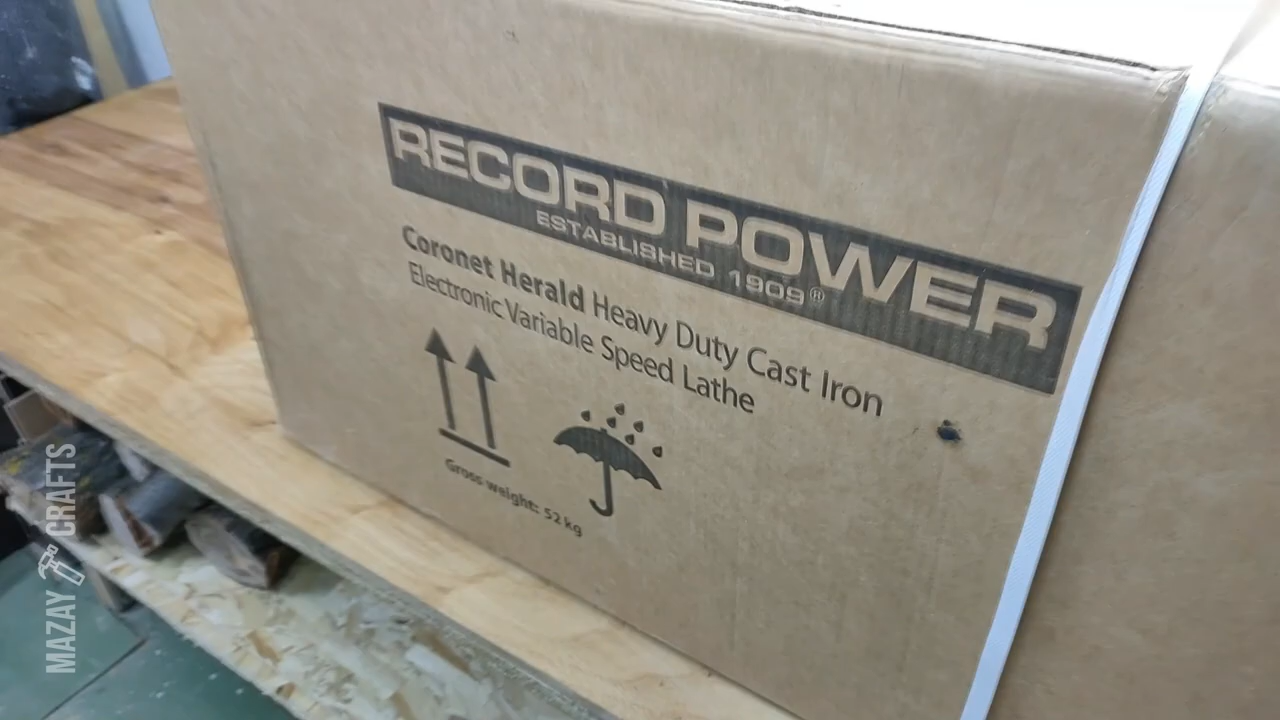 RECORD POWER
ESTABLISHED 1909®
Coronet Herald Heavy Duty Cast Iron
Electronic Variable Speed Lathe
Gross weight: 52 kg
MAZAY CRAFTS